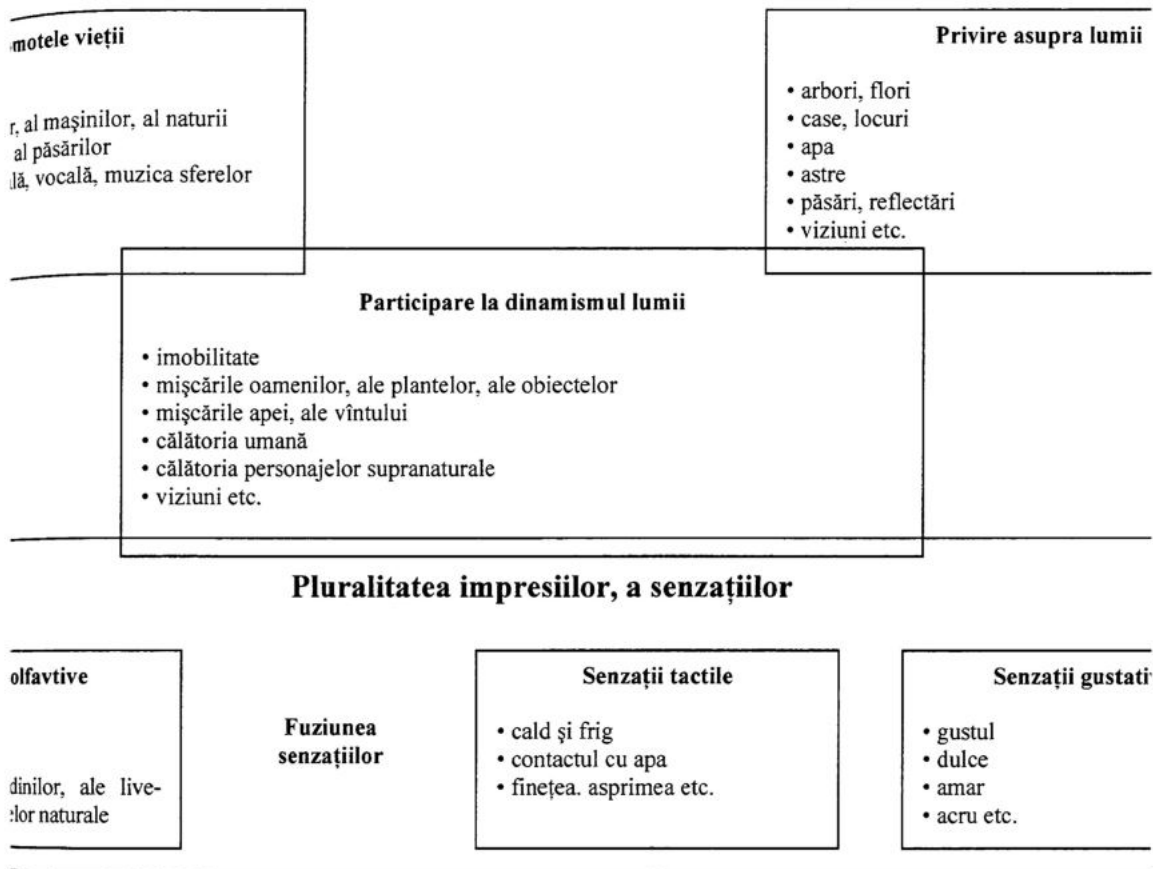 motele vieții
r, al mașinilor, al naturii
al păsărilor
lă, vocală, muzica sferelor
Privire asupra lumii
• arbori, flori
• case, locuri
• apa
• astre
• păsări, reflectări
• viziuni etc.
Participare la dinamismul lumii
• imobilitate
• mișcările oamenilor, ale plantelor, ale obiectelor
• mișcările apei, ale vîntului
• călătoria umană
• călătoria personajelor supranaturale
• viziuni etc.
Pluralitatea impresiilor, a senzațiilor
olfavtive
dinilor, ale live-
elor naturale
Fuziunea
senzațiilor
Senzații tactile
• cald și frig
• contactul cu apa
• finețea. asprimea etc.
Senzații gustati
• gustul
• dulce
• amar
• acru etc.